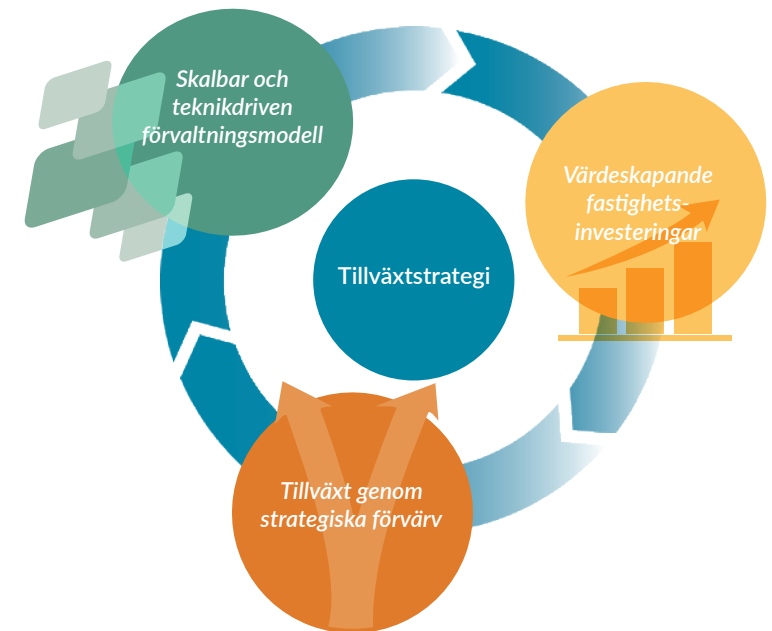 Skalbar och
teknikdriven
förvaltningsmodell
Värdeskapande
fastighets-
investeringar
Tillväxtstrategi
Tillväxt genom
strategiska förvärv